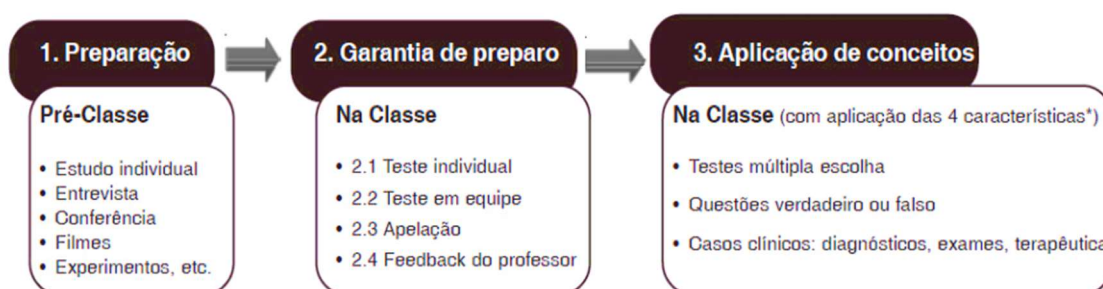 1. Preparação
Pré-Classe
• Estudo individual
• Entrevista
• Conferência
• Filmes
• Experimentos, etc.
2. Garantia de preparo
Na Classe
• 2.1 Teste individual
• 2.2 Teste em equipe
• 2.3 Apelação
• 2.4 Feedback do professor
3. Aplicação de conceitos
Na Classe (com aplicação das 4 características*)
• Testes múltipla escolha
• Questões verdadeiro ou falso
• Casos clínicos: diagnósticos, exames, terapêutica